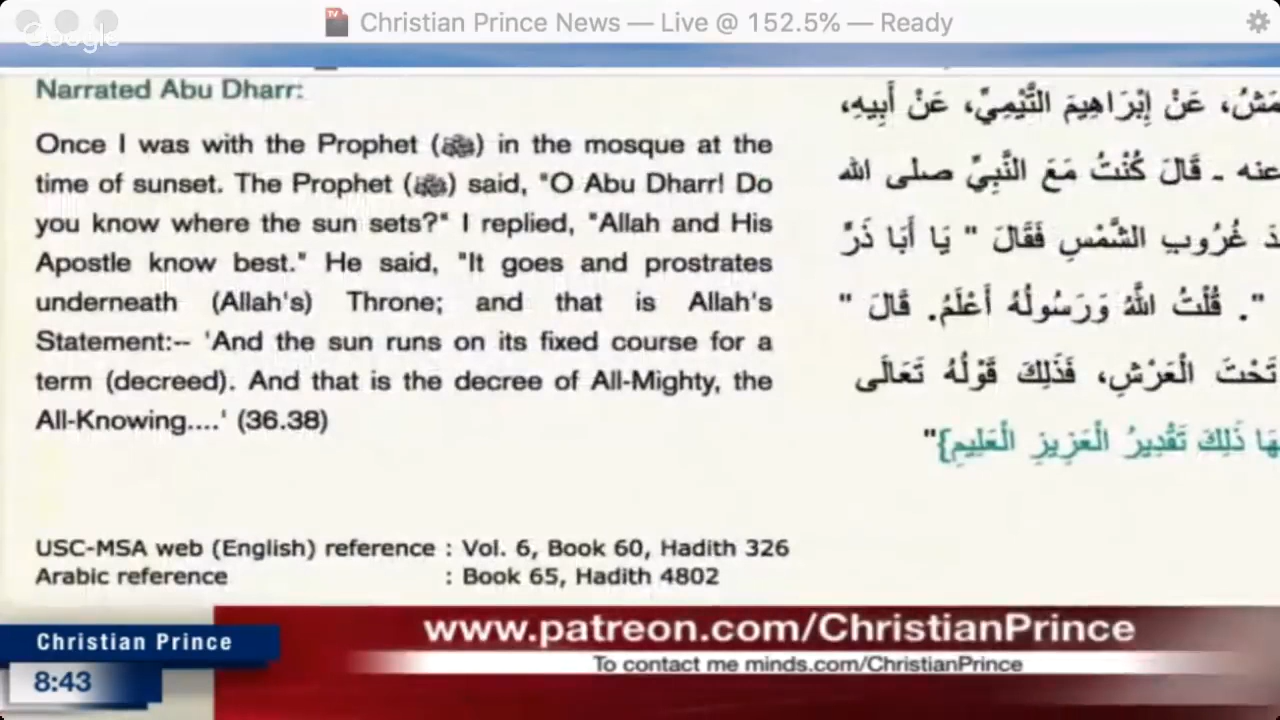 Christian Prince News — Live @ 152.5% — Ready
Google
Narrated Abu Dharr:
Once I was with the Prophet (ﷺ) in the mosque at the
time of sunset. The Prophet (ﷺ) said, "O Abu Dharr! Do
you know where the sun sets?" I replied, "Allah and His
Apostle know best." He said, "It goes and prostrates
underneath (Allah's) Throne; and that is Allah's
Statement:-- 'And the sun runs on its fixed course for a
term (decreed). And that is the decree of All-Mighty, the
All-Knowing....' (36.38)
مَشُ، عَنْ إِبْرَاهِيمَ التَّيْمِيِّ، عَنْ أَبِيهِ،
عنه ـ قَالَ كُنْتُ مَعَ النَّبِيِّ صلى الله
دَ غُرُوبِ الشَّمْسِ فَقَالَ " يَا أَبَا ذَرٍّ
". قُلْتُ اللَّهُ وَرَسُولُهُ أَعْلَمُ. قَالَ "
تَحْتَ الْعَرْشِ، فَذَلِكَ قَوْلُهُ تَعَالَى
هَا ذَلِكَ تَقْدِيرُ الْعَزِيزِ الْعَلِيمِ}"
USC-MSA web (English) reference : Vol. 6, Book 60, Hadith 326
Arabic reference : Book 65, Hadith 4802
www.patreon.com/ChristianPrince
Christian Prince
To contact me minds.com/ChristianPrince
8:43